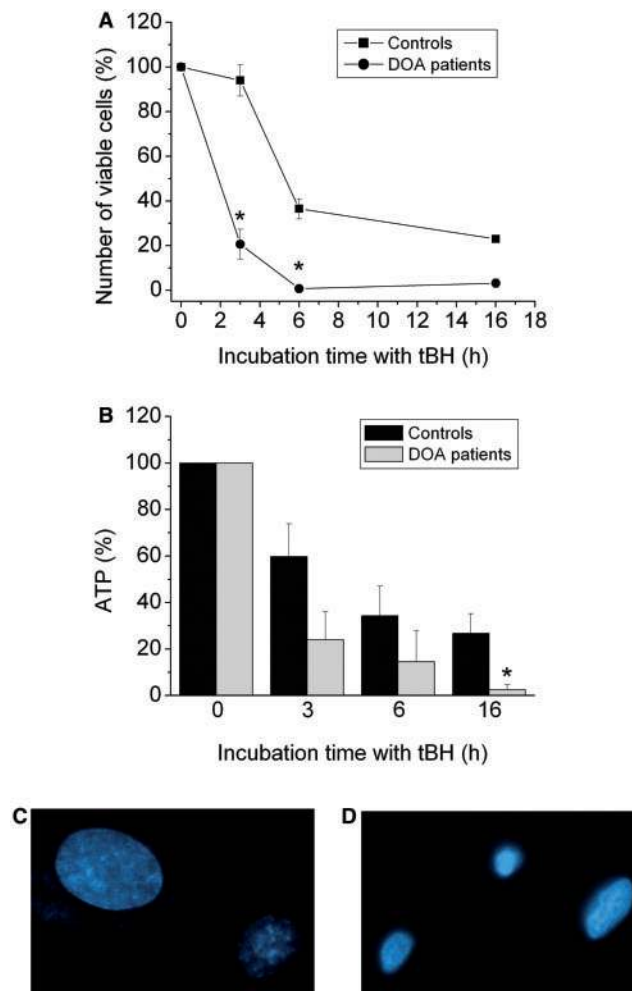 A
120
100
80
60
40
20
0
Number of viable cells (%)
Controls
DOA patients
*
*
0 2 4 6 8 10 12 14 16 18
Incubation time with tBH (h)
B
120
100
80
60
40
20
0
ATP (%)
Controls
DOA patients
*
0 3 6 16
Incubation time with tBH (h)
C
D